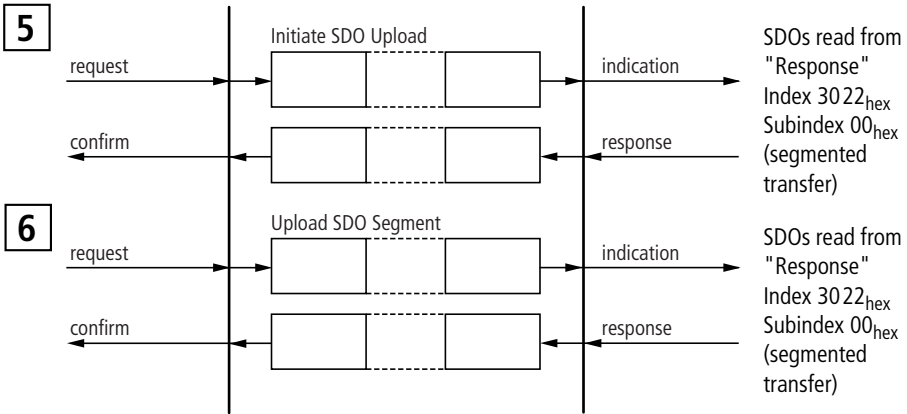 5
Initiate SDO Upload
request
indication
confirm
response
SDOs read from
"Response"
Index 3022hex
Subindex 00hex
(segmented
transfer)
6
Upload SDO Segment
request
indication
confirm
response
SDOs read from
"Response"
Index 3022hex
Subindex 00hex
(segmented
transfer)